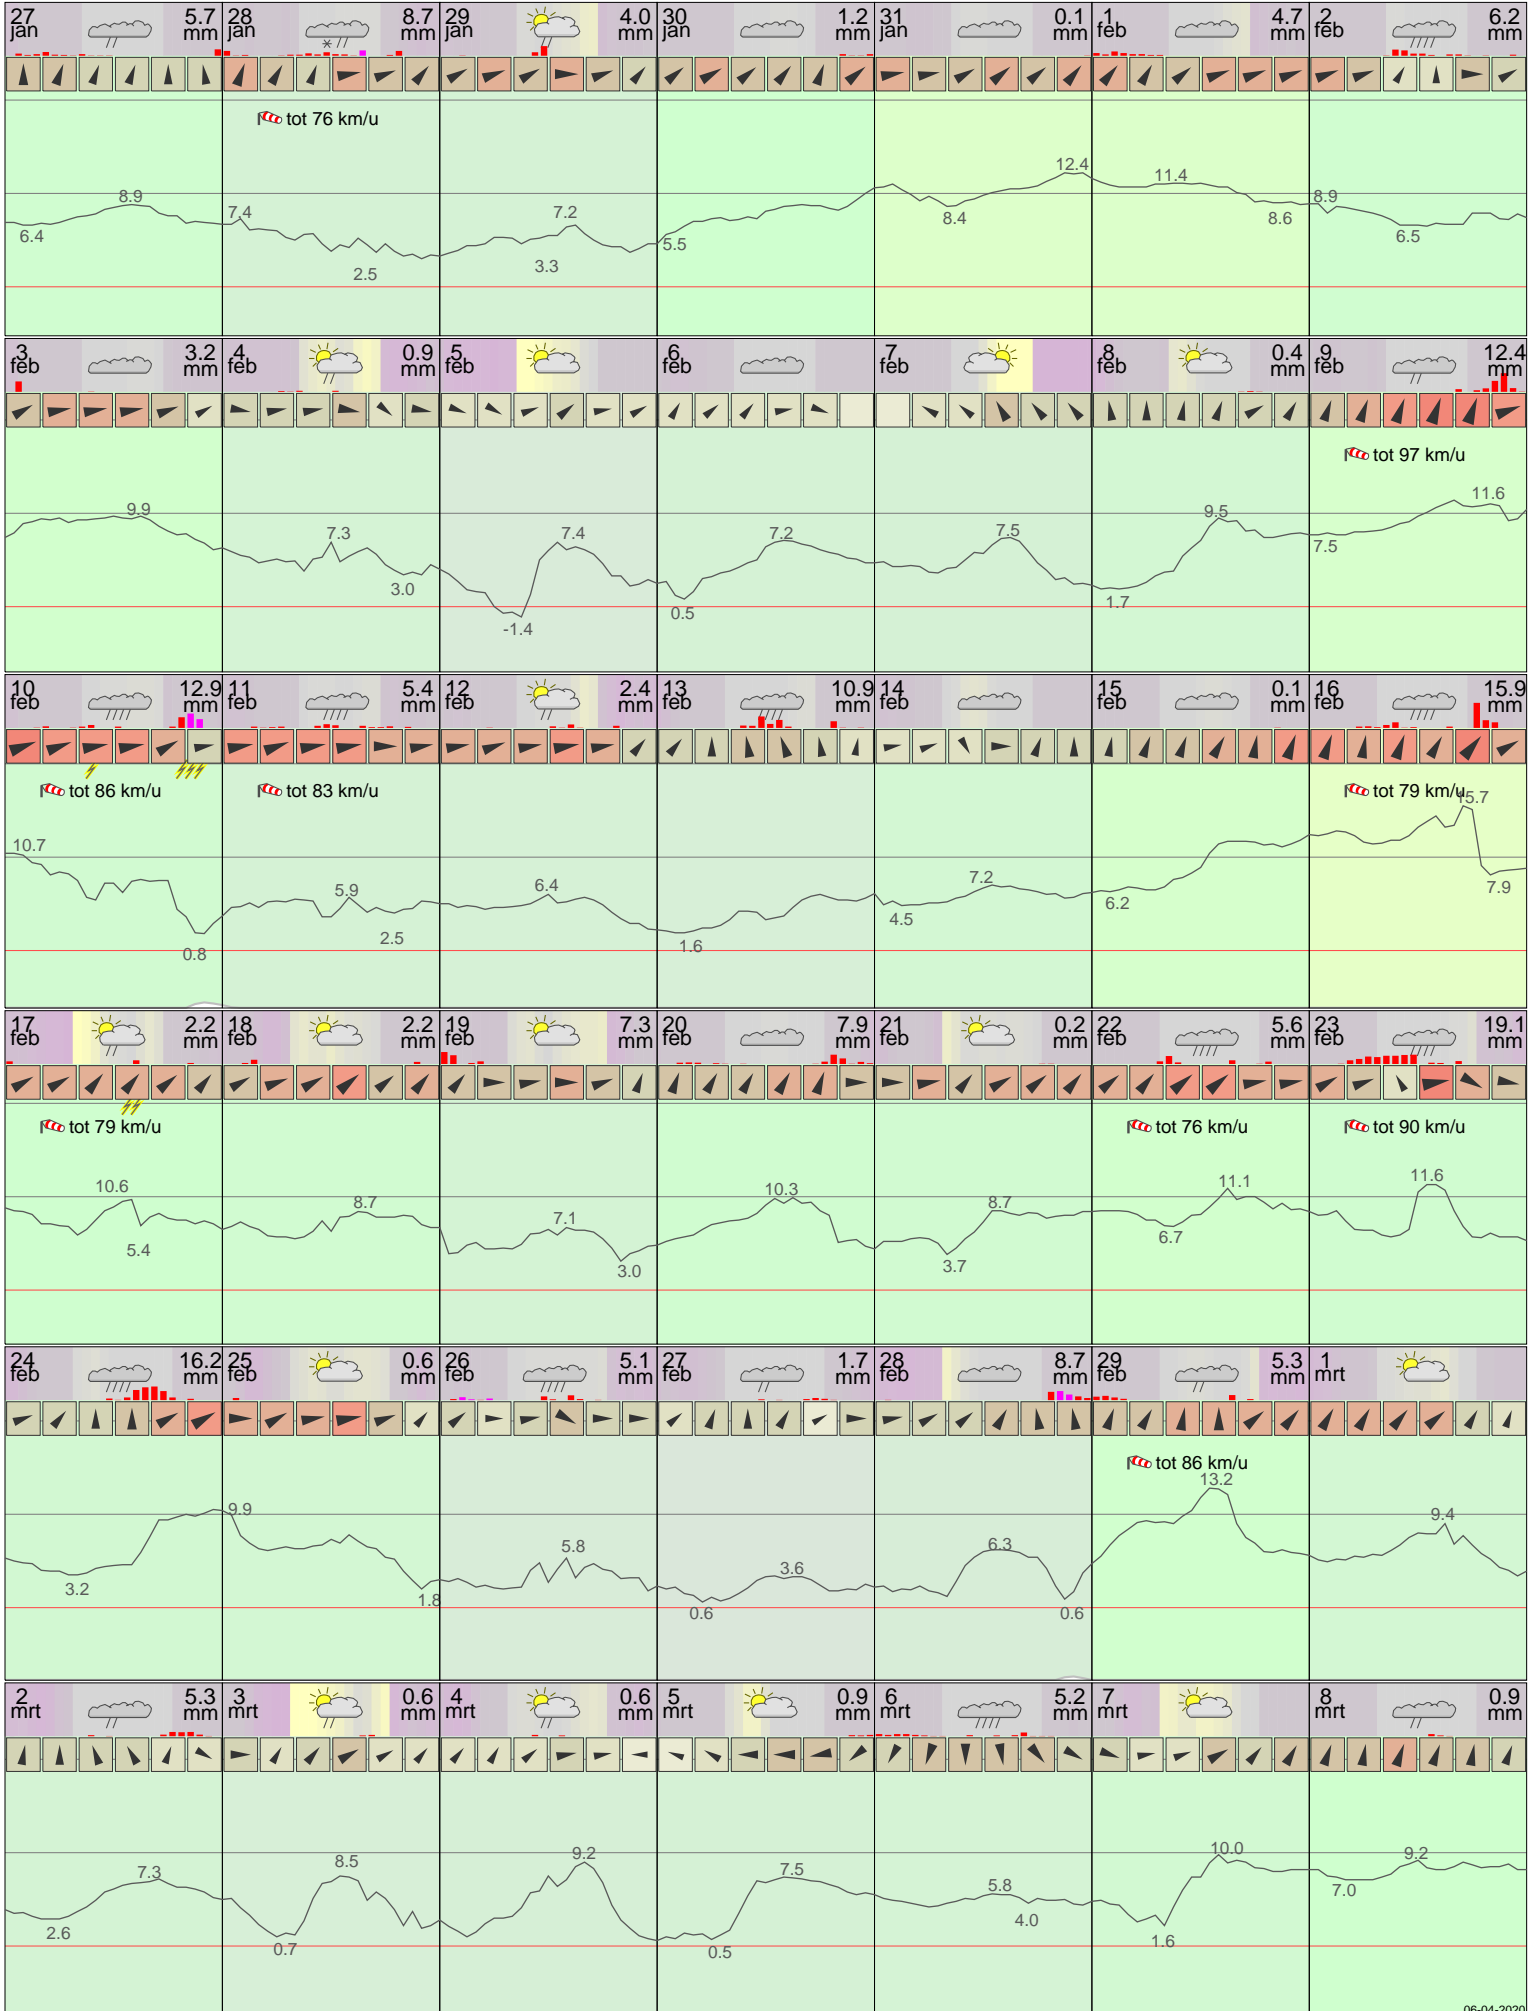 27 jan 5.7 mm
28 jan 8.7 mm
29 jan 4.0 mm
30 jan 1.2 mm
31 jan 0.1 mm
1 feb 4.7 mm
2 feb 6.2 mm
tot 76 km/u
6.4 8.9
7.4 2.5
3.3 7.2
5.5
8.4 12.4
11.4 8.6
8.9 6.5
3 feb 3.2 mm
4 feb 0.9 mm
5 feb
6 feb
7 feb
8 feb 0.4 mm
9 feb 12.4 mm
tot 97 km/u
9.9
7.3 3.0
-1.4 7.4
0.5 7.2
7.5
1.7 9.5
7.5 11.6
10 feb 12.9 mm
11 feb 5.4 mm
12 feb 2.4 mm
13 feb 10.9 mm
14 feb
15 feb 0.1 mm
16 feb 15.9 mm
tot 86 km/u
tot 83 km/u
tot 79 km/u
10.7 0.8
5.9 2.5
6.4
1.6
4.5 7.2
6.2
15.7 7.9
17 feb 2.2 mm
18 feb 2.2 mm
19 feb 7.3 mm
20 feb 7.9 mm
21 feb 0.2 mm
22 feb 5.6 mm
23 feb 19.1 mm
tot 79 km/u
tot 76 km/u
tot 90 km/u
10.6 5.4
8.7
7.1 3.0
10.3
3.7 8.7
6.7 11.1
11.6
24 feb 16.2 mm
25 feb 0.6 mm
26 feb 5.1 mm
27 feb 1.7 mm
28 feb 8.7 mm
29 feb 5.3 mm
1 mrt
tot 86 km/u
3.2
9.9 1.8
5.8
0.6 3.6
6.3 0.6
13.2
9.4
2 mrt 5.3 mm
3 mrt 0.6 mm
4 mrt 0.6 mm
5 mrt 0.9 mm
6 mrt 5.2 mm
7 mrt
8 mrt 0.9 mm
2.6 7.3
0.7 8.5
9.2
0.5 7.5
5.8 4.0
1.6 10.0
7.0 9.2
06-04-2020